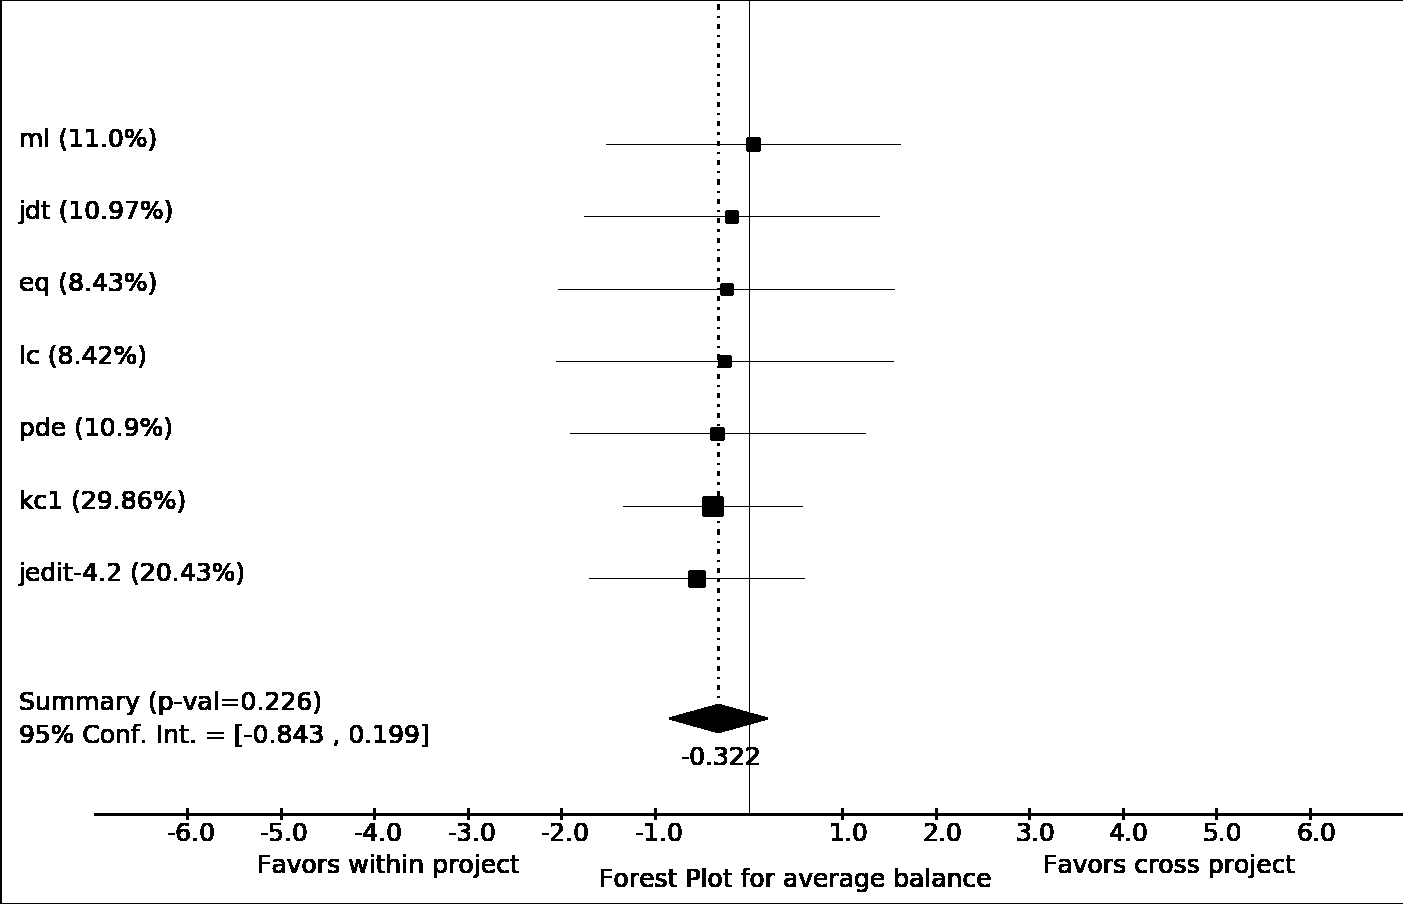 ml (11.0%)
jdt (10.97%)
eq (8.43%)
lc (8.42%)
pde (10.9%)
kc1 (29.86%)
jedit-4.2 (20.43%)
Summary (p-val=0.226)
95% Conf. Int. = [-0.843 , 0.199]
-0.322
-6.0 -5.0 -4.0 -3.0 -2.0 -1.0 1.0 2.0 3.0 4.0 5.0 6.0
Favors within project Favors cross project
Forest Plot for average balance